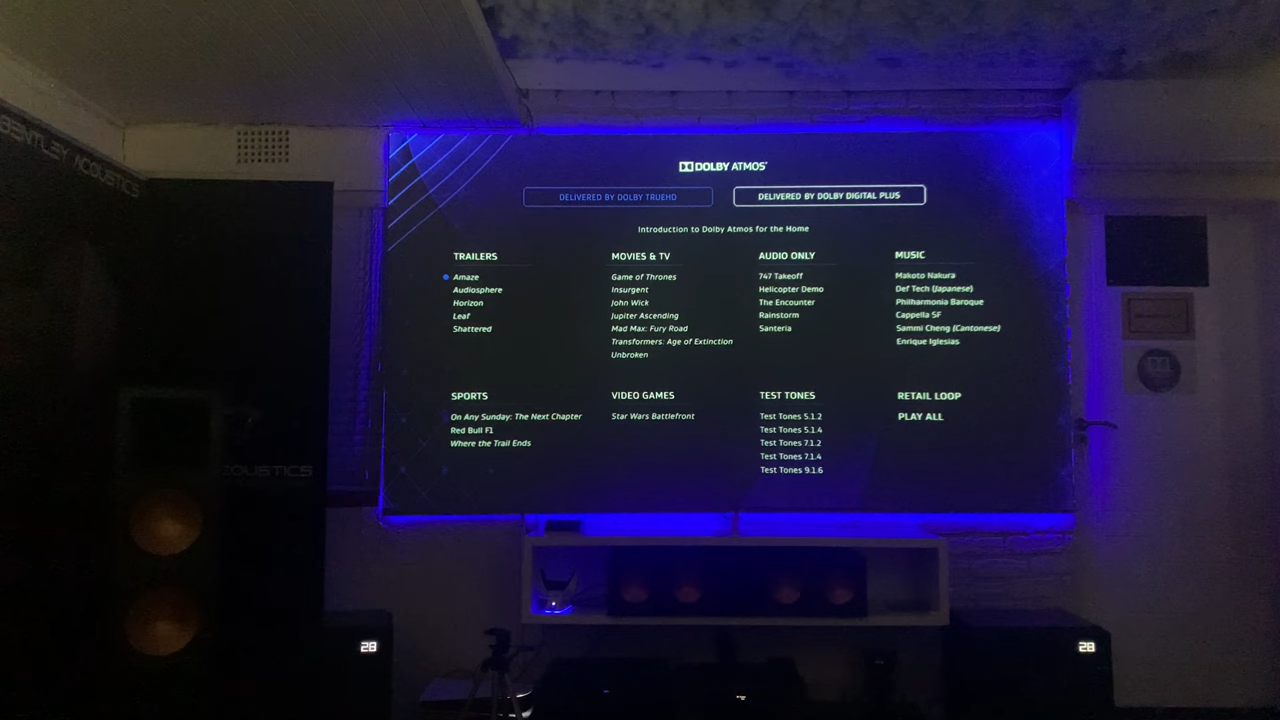 BENTLEY ACOUSTICS
DOLBY ATMOS
DELIVERED BY DOLBY TRUEHD
DELIVERED BY DOLBY DIGITAL PLUS
Introduction to Dolby Atmos for the Home
TRAILERS
Amaze
Audiosphere
Horizon
Leaf
Shattered
MOVIES & TV
Game of Thrones
Insurgent
John Wick
Jupiter Ascending
Mad Max: Fury Road
Transformers: Age of Extinction
Unbroken
AUDIO ONLY
747 Takeoff
Helicopter Demo
The Encounter
Rainstorm
Santeria
MUSIC
Makoto Nakura
Def Tech (Japanese)
Philharmonia Baroque
Cappella SF
Sammi Cheng (Cantonese)
Enrique Iglesias
SPORTS
On Any Sunday: The Next Chapter
Red Bull F1
Where the Trail Ends
VIDEO GAMES
Star Wars Battlefront
TEST TONES
Test Tones 5.1.2
Test Tones 5.1.4
Test Tones 7.1.2
Test Tones 7.1.4
Test Tones 9.1.6
RETAIL LOOP
PLAY ALL
COUSTICS
28
28